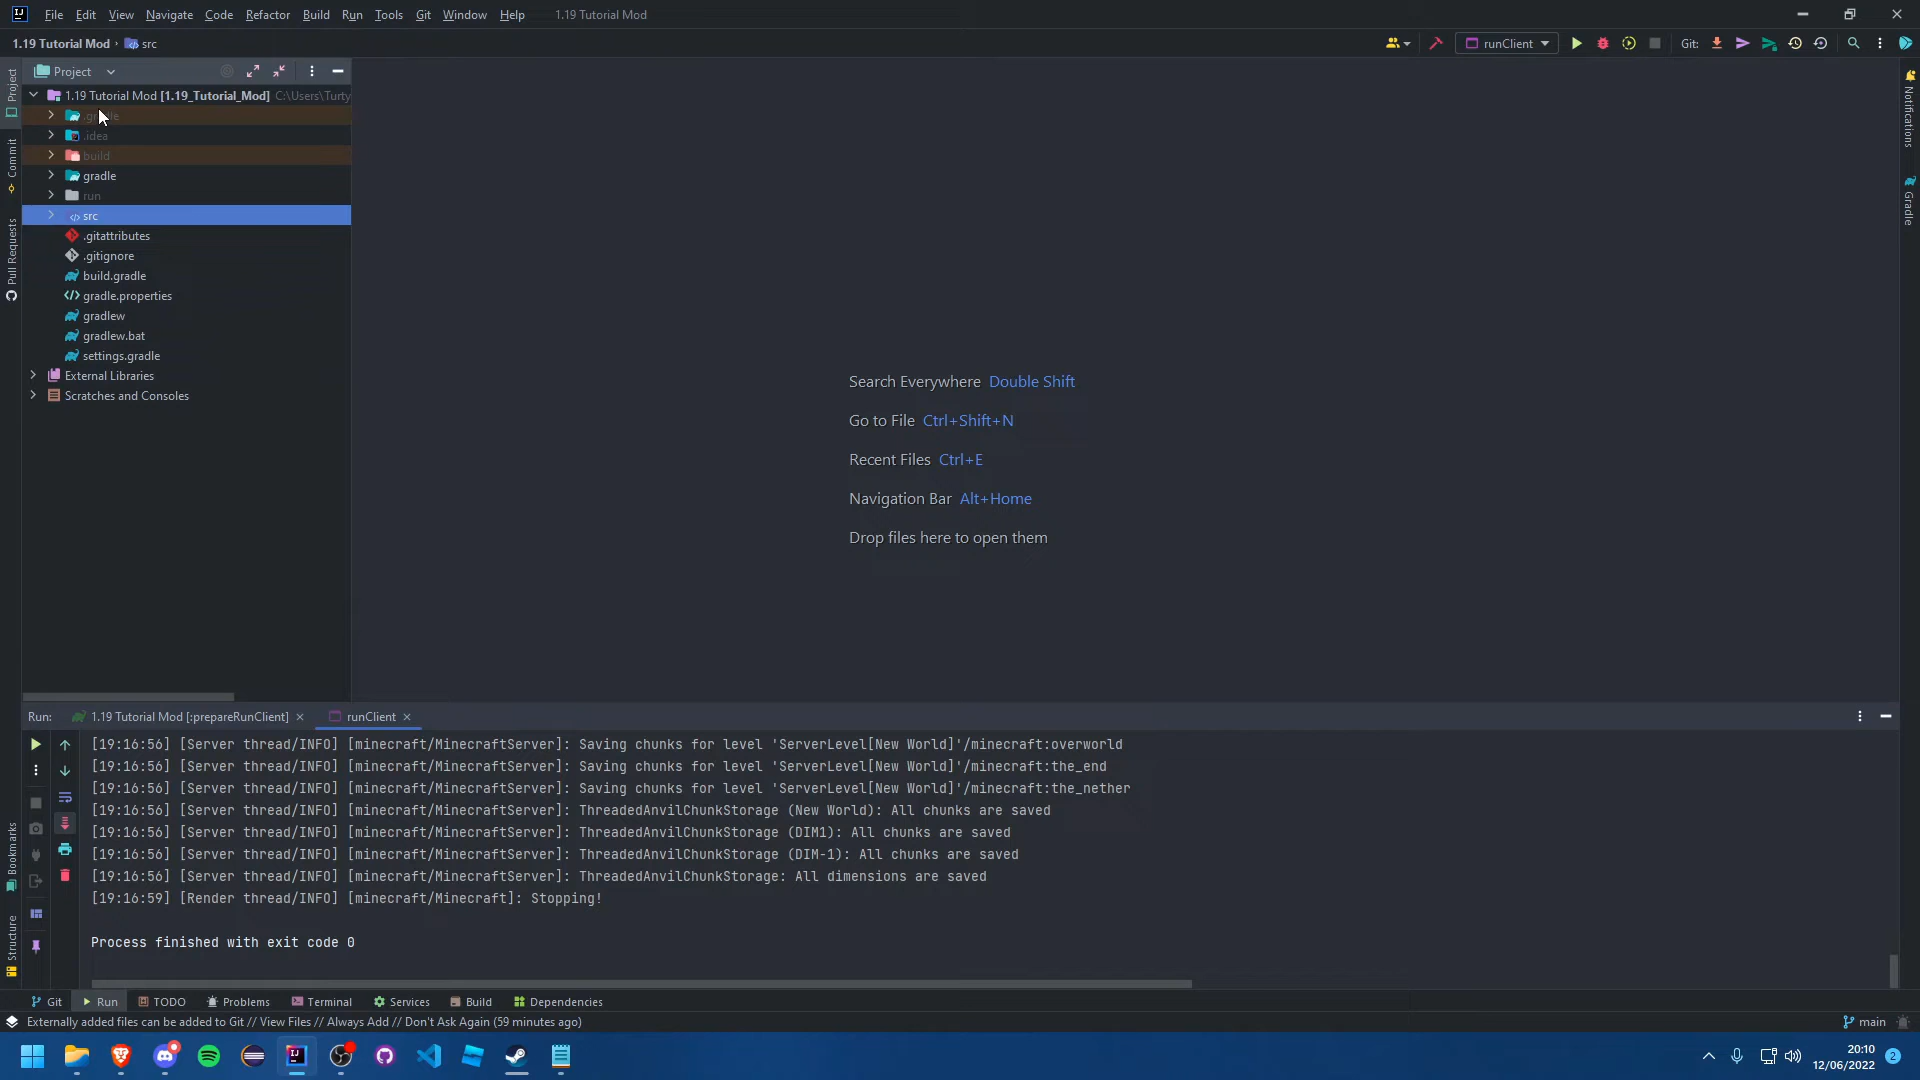 File Edit View Navigate Code Refactor Build Run Tools Git Window Help 1.19 Tutorial Mod
1.19 Tutorial Mod › src
runClient
Git:
Project
1.19 Tutorial Mod [1.19_Tutorial_Mod] C:\Users\Turty
.idea
build
gradle
run
src
.gitattributes
.gitignore
build.gradle
gradle.properties
gradlew
gradlew.bat
settings.gradle
External Libraries
Scratches and Consoles
Project
Commit
Pull Requests
Bookmarks
Structure
Search Everywhere Double Shift
Go to File Ctrl+Shift+N
Recent Files Ctrl+E
Navigation Bar Alt+Home
Drop files here to open them
Notifications
Gradle
Run: 1.19 Tutorial Mod [:prepareRunClient] runClient
[19:16:56] [Server thread/INFO] [minecraft/MinecraftServer]: Saving chunks for level 'ServerLevel[New World]'/minecraft:overworld
[19:16:56] [Server thread/INFO] [minecraft/MinecraftServer]: Saving chunks for level 'ServerLevel[New World]'/minecraft:the_end
[19:16:56] [Server thread/INFO] [minecraft/MinecraftServer]: Saving chunks for level 'ServerLevel[New World]'/minecraft:the_nether
[19:16:56] [Server thread/INFO] [minecraft/MinecraftServer]: ThreadedAnvilChunkStorage (New World): All chunks are saved
[19:16:56] [Server thread/INFO] [minecraft/MinecraftServer]: ThreadedAnvilChunkStorage (DIM1): All chunks are saved
[19:16:56] [Server thread/INFO] [minecraft/MinecraftServer]: ThreadedAnvilChunkStorage (DIM-1): All chunks are saved
[19:16:56] [Server thread/INFO] [minecraft/MinecraftServer]: ThreadedAnvilChunkStorage: All dimensions are saved
[19:16:59] [Render thread/INFO] [minecraft/Minecraft]: Stopping!
Process finished with exit code 0
Git Run TODO Problems Terminal Services Build Dependencies
Externally added files can be added to Git // View Files // Always Add // Don't Ask Again (59 minutes ago)
main
20:10
12/06/2022
2